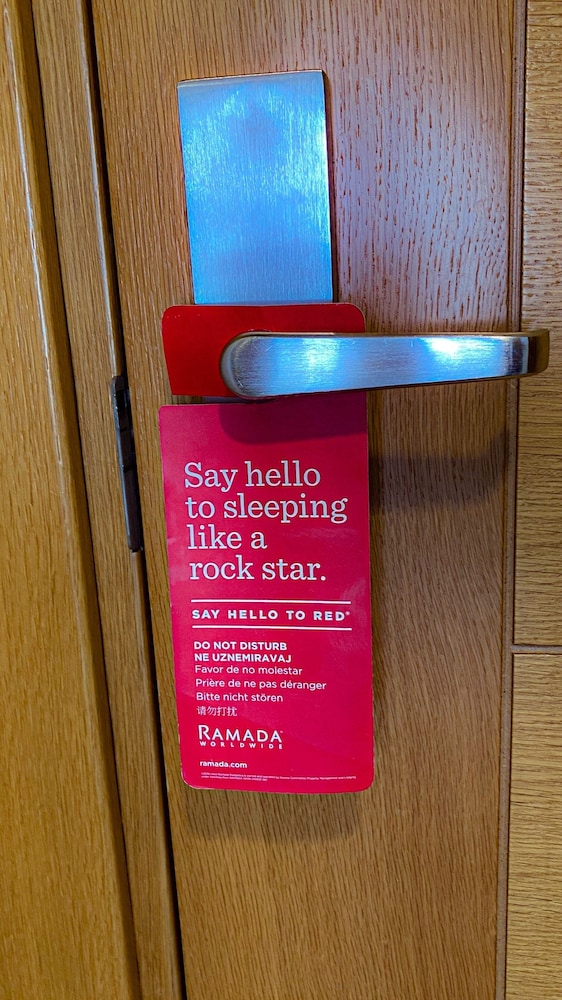 Say hello
to sleeping
like a
rock star.
SAY HELLO TO RED®
DO NOT DISTURB
NE UZNEMIRAVAJ
Favor de no molestar
Prière de ne pas déranger
Bitte nicht stören
请勿打扰
RAMADA
WORLDWIDE
ramada.com